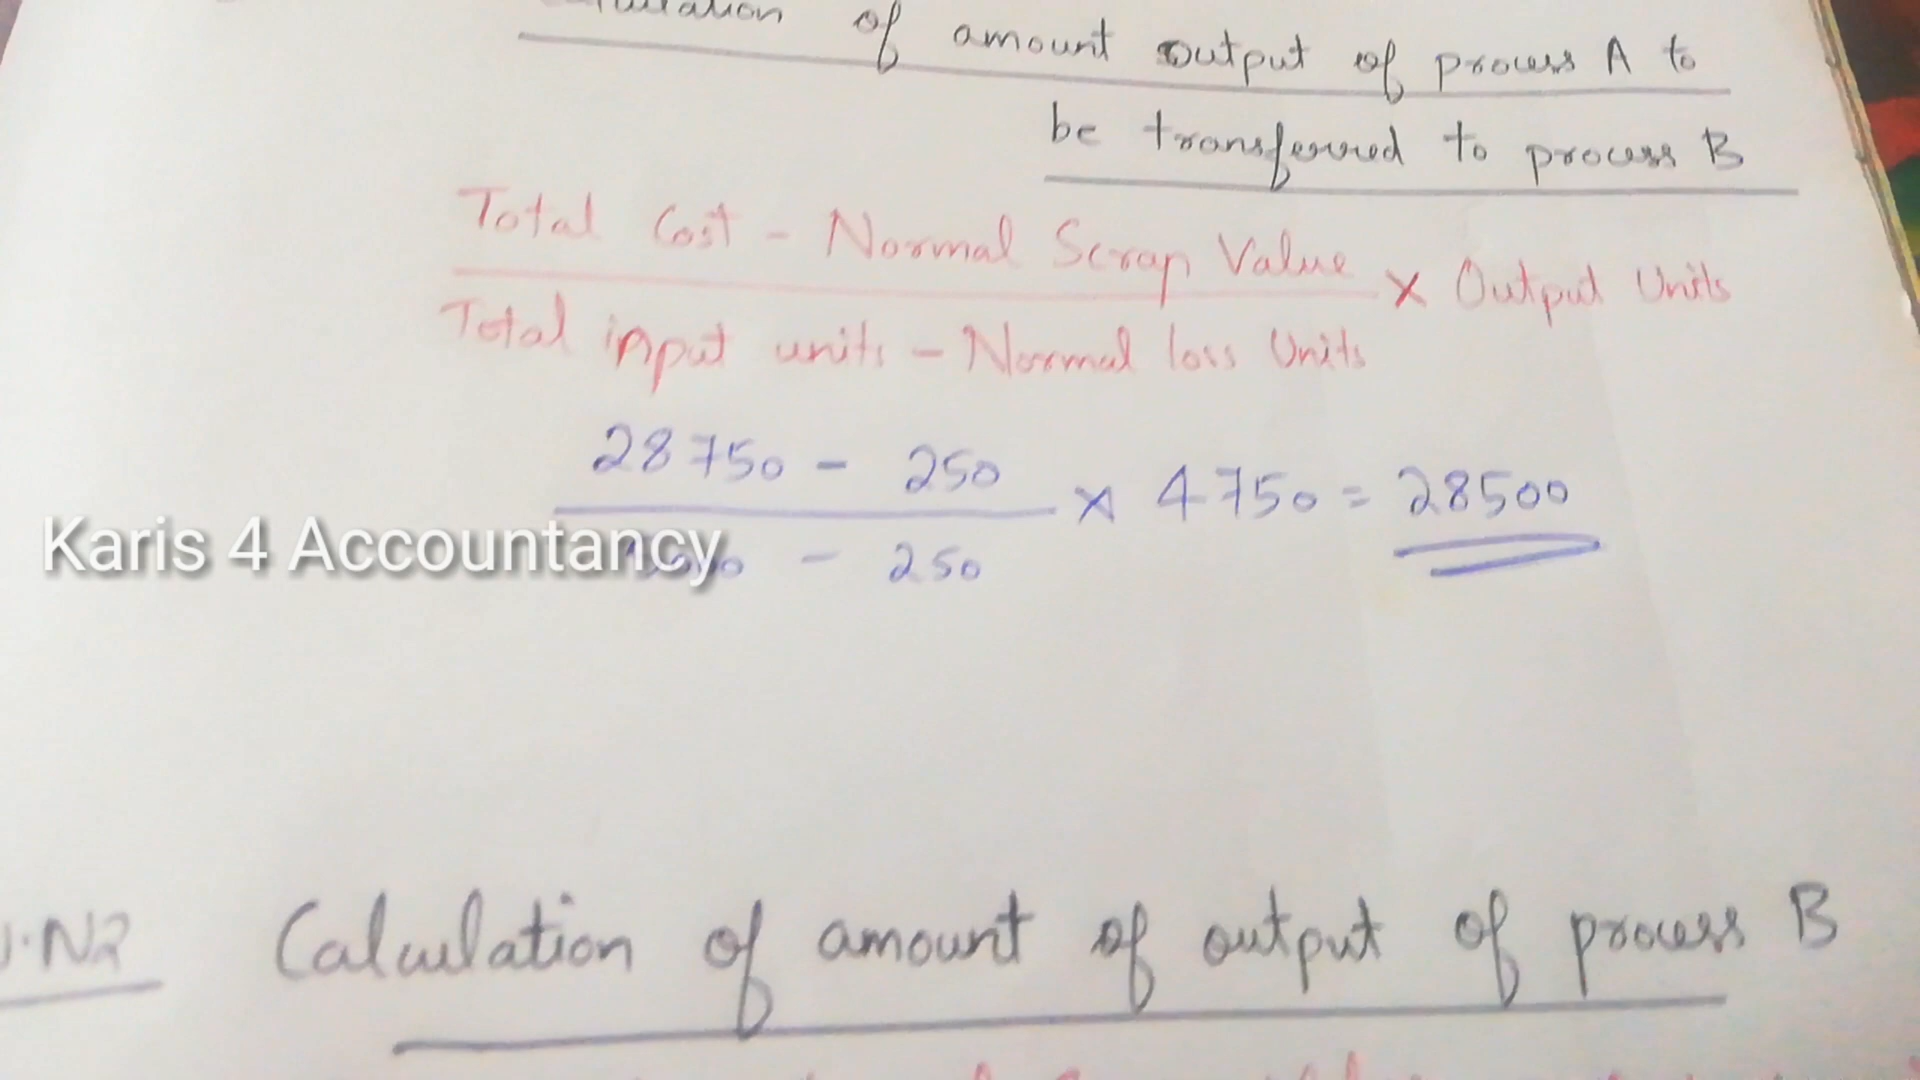 of amount output of process A to
be transferred to process B
Total Cost - Normal Scrap Value × Output Units
Total input units - Normal loss Units
28750 - 250 × 4750 = 28500
- 250
Karis 4 Accountancy
Calculation of amount of output of process B